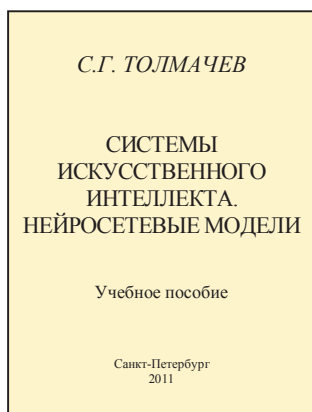 С.Г. ТОЛМАЧЕВ
СИСТЕМЫ
ИСКУССТВЕННОГО
ИНТЕЛЛЕКТА.
НЕЙРОСЕТЕВЫЕ МОДЕЛИ
Учебное пособие
Санкт-Петербург
2011